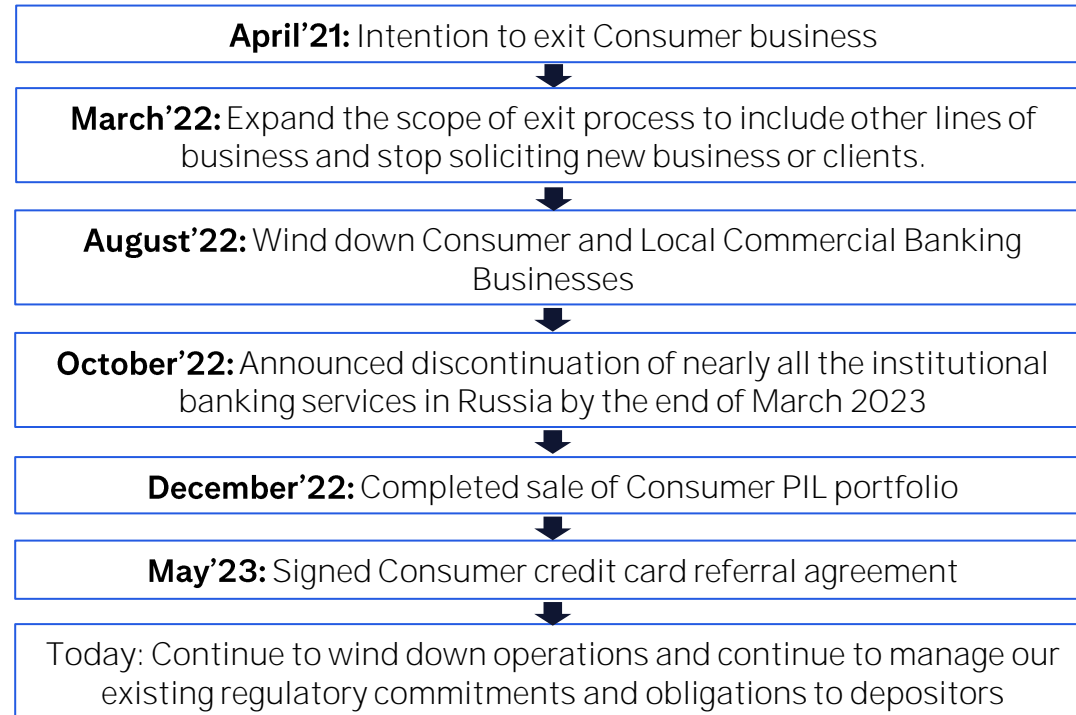 April’21: Intention to exit Consumer business
March’22: Expand the scope of exit process to include other lines of
business and stop soliciting new business or clients.
August’22: Wind down Consumer and Local Commercial Banking
Businesses
October’22: Announced discontinuation of nearly all the institutional
banking services in Russia by the end of March 2023
December’22: Completed sale of Consumer PIL portfolio
May’23: Signed Consumer credit card referral agreement
Today: Continue to wind down operations and continue to manage our
existing regulatory commitments and obligations to depositors